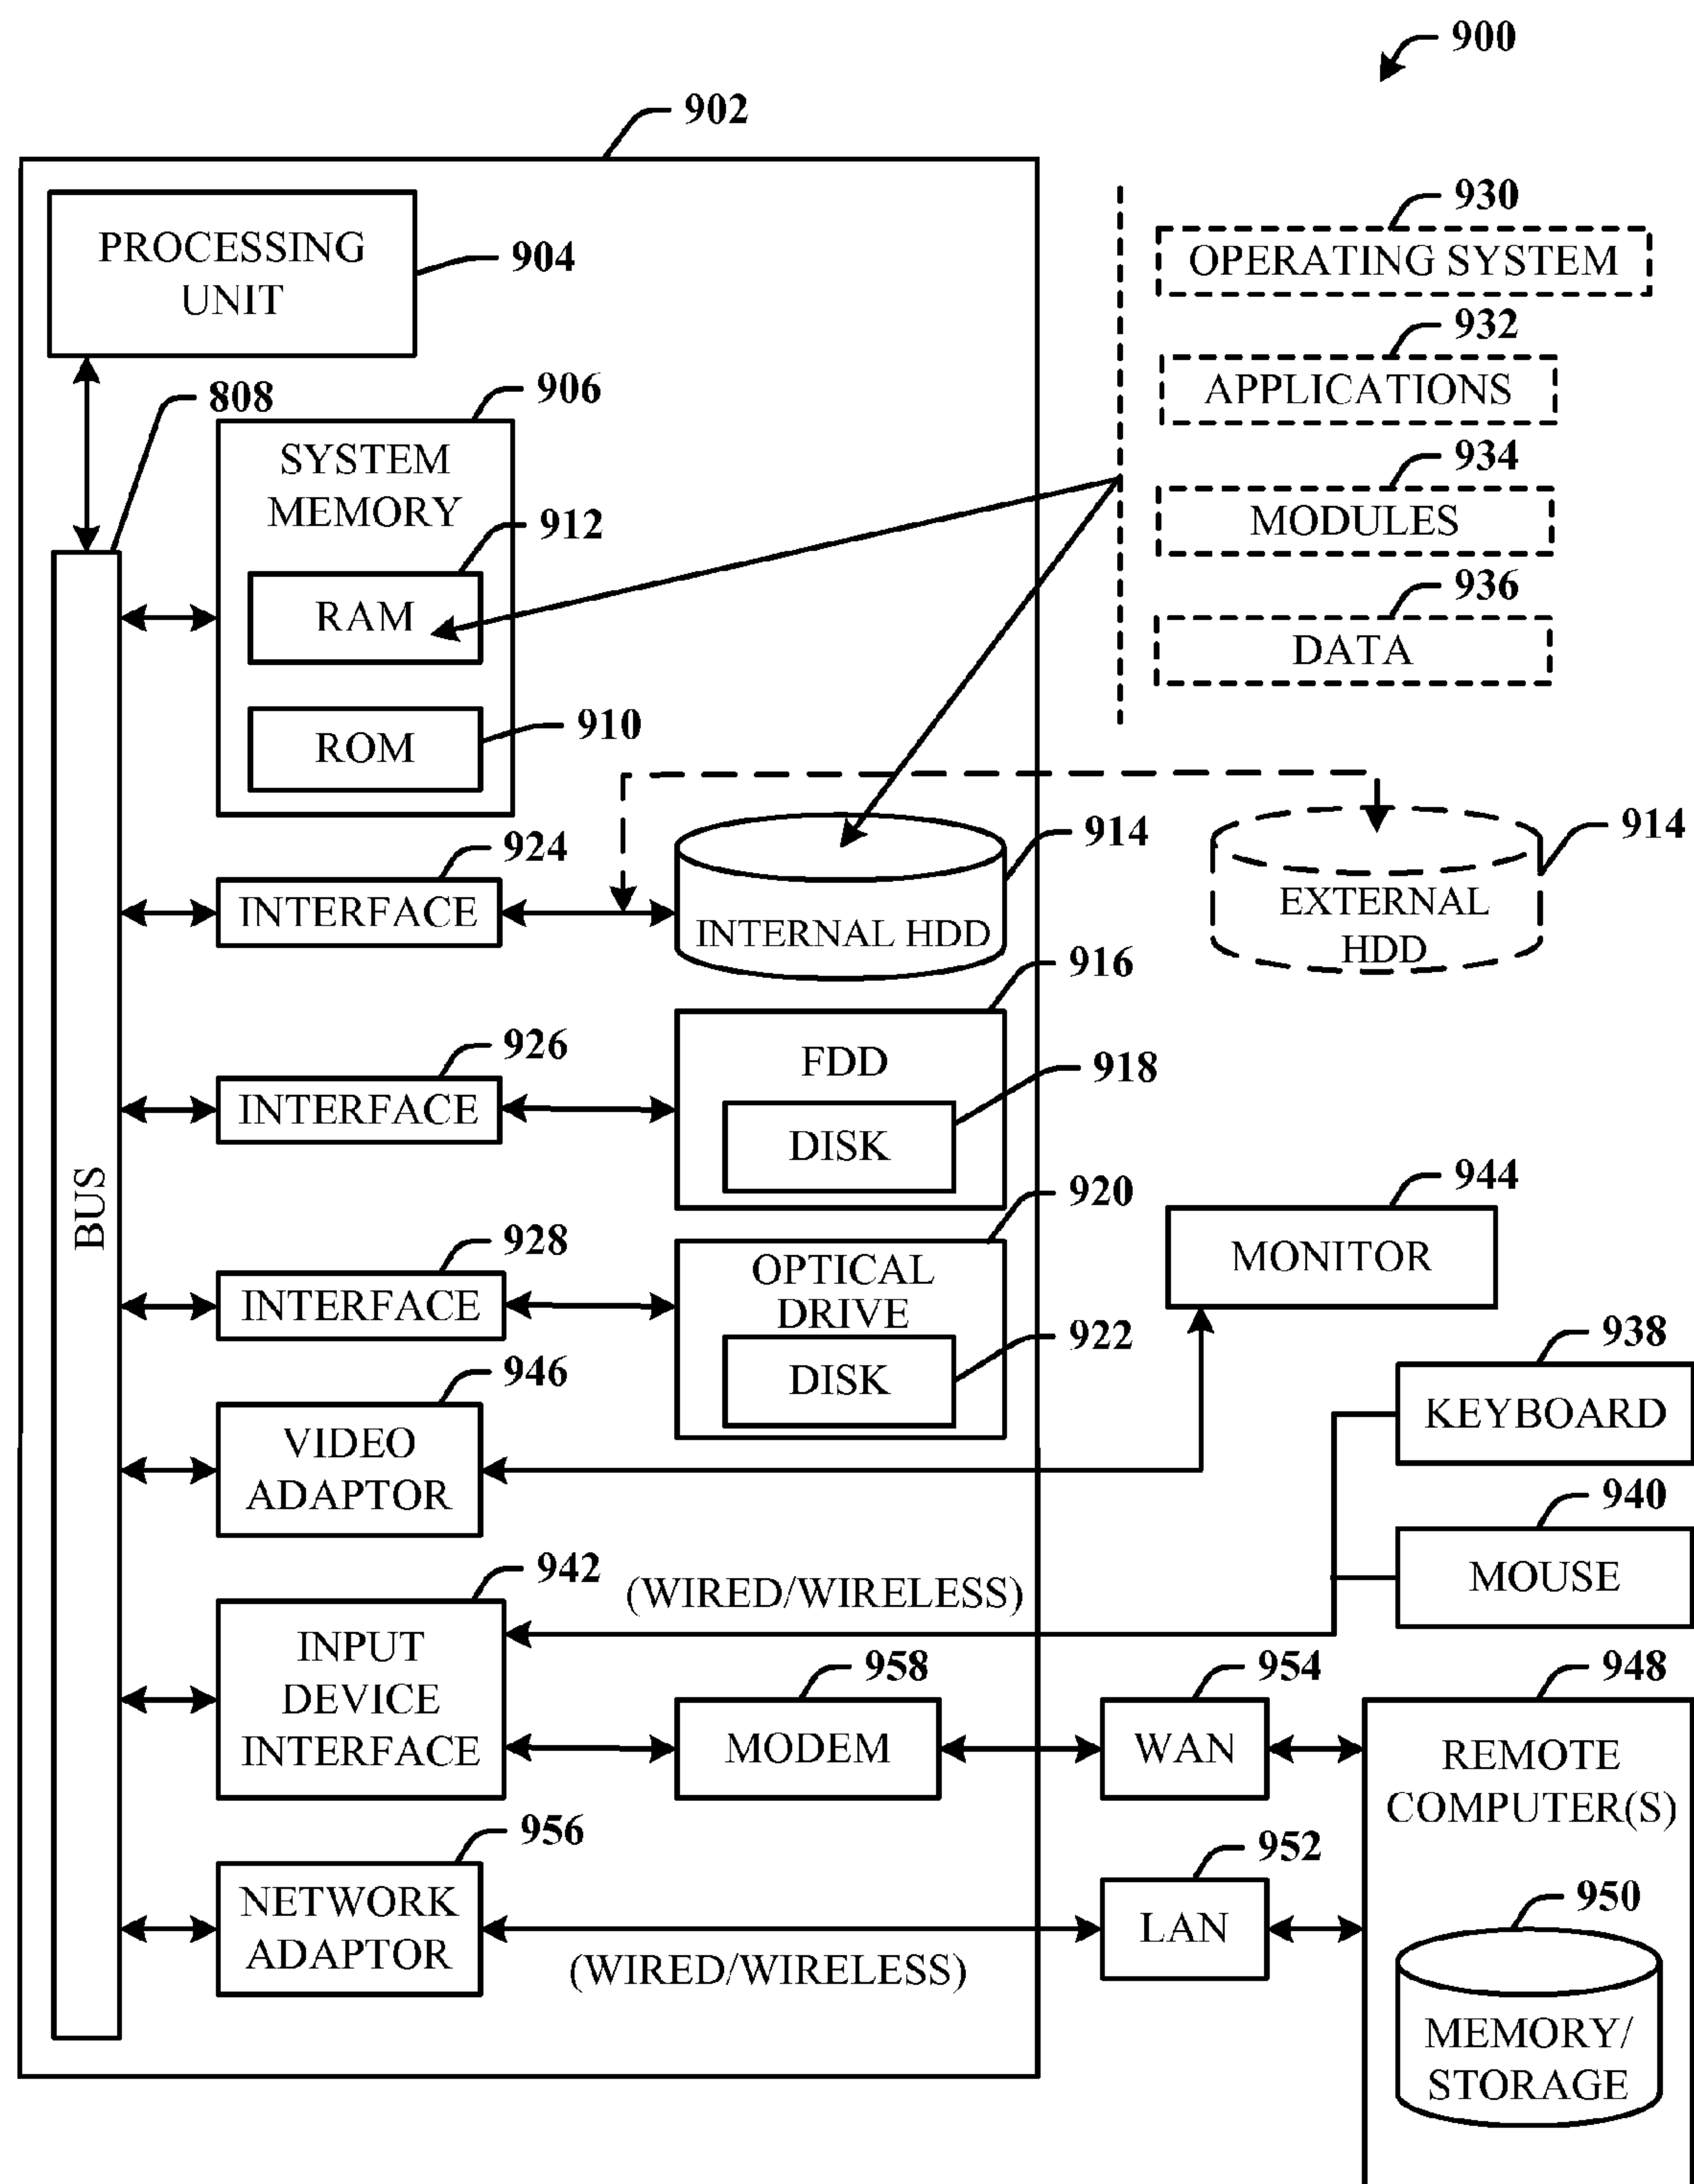 900
902
PROCESSING
UNIT
904
930
OPERATING SYSTEM
932
APPLICATIONS
934
MODULES
936
DATA
808
906
SYSTEM
MEMORY
912
RAM
910
ROM
BUS
924
INTERFACE
914
INTERNAL HDD
914
EXTERNAL
HDD
926
INTERFACE
916
FDD
918
DISK
928
INTERFACE
920
OPTICAL
DRIVE
922
DISK
944
MONITOR
946
VIDEO
ADAPTOR
938
KEYBOARD
940
MOUSE
942
INPUT
DEVICE
INTERFACE
(WIRED/WIRELESS)
958
MODEM
954
WAN
948
REMOTE
COMPUTER(S)
956
NETWORK
ADAPTOR
(WIRED/WIRELESS)
952
LAN
950
MEMORY/
STORAGE